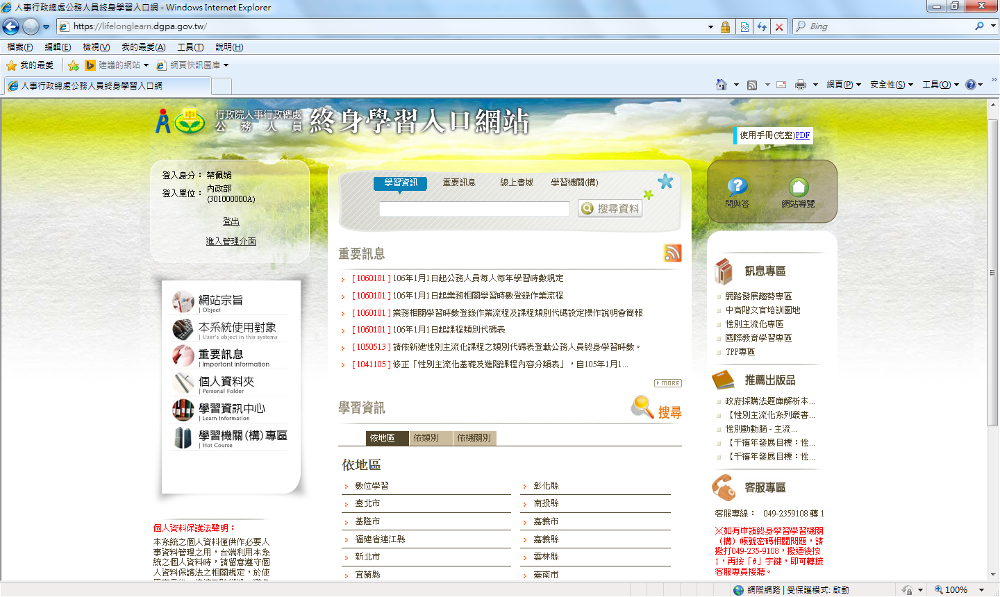 人事行政總處公務人員終身學習入口網 - Windows Internet Explorer
https://lifelonglearn.dgpa.gov.tw/
Bing
檔案(F) 編輯(E) 檢視(V) 我的最愛(A) 工具(T) 說明(H)
我的最愛 建議的網站 網頁快訊圖庫
人事行政總處公務人員終身學習入口網
網頁(P) 安全性(S) 工具(O)
行政院人事行政總處
公務人員
終身學習入口網站
使用手冊(完整)PDF
登入身分： 蔡佩娟
登入單位： 內政部
(301000000A)
登出
進入管理介面
網站宗旨
| Object
本系統使用對象
| User's object in this systems
重要訊息
| Important information
個人資料夾
| Personal Folder
學習資訊中心
| Learn Information
學習機關(構)專區
| Hot Course
個人資料保護法聲明：
本系統之個人資料僅供作必要人
事資料管理之用，台端利用本系
統之個人資料時，請留意遵守個
人資料保護法之相關規定，於使
學習資訊 重要訊息 線上書城 學習機關(構)
搜尋資料
重要訊息
[ 1060101 ] 106年1月1日起公務人員每人每年學習時數規定
[ 1060101 ] 106年1月1日起業務相關學習時數登錄作業流程
[ 1060101 ] 業務相關學習時數登錄作業流程及課程類別代碼設定操作說明會簡報
[ 1060101 ] 106年1月1日起課程類別代碼表
[ 1050513 ] 請依新建性別主流化課程之類別代碼表登載公務人員終身學習時數。
[ 1041105 ] 修正「性別主流化基礎及進階課程內容分類表」，自105年1月1...
MORE
學習資訊
搜尋
依地區 依類別 依機關別
依地區
數位學習 彰化縣
臺北市 南投縣
基隆市 嘉義市
福建省連江縣 嘉義縣
新北市 雲林縣
宜蘭縣 臺南市
問與答 網站導覽
訊息專區
網路發展趨勢專區
中高階文官培訓園地
性別主流化專區
國際教育學習專區
TPP專區
推薦出版品
政府採購法題庫解析本...
【性別主流化系列叢書...
性別動動腦 - 主流...
【千禧年發展目標：性...
【千禧年發展目標：性...
客服專區
客服專線： 049-2359108 轉 1
※如有申請終身學習學習機關
（構）帳號密碼相關問題，請
撥打049-235-9108，撥通後按
1，再按「#」字鍵，即可轉接
客服專員接聽。
網際網路 | 受保護模式: 啟動
100%